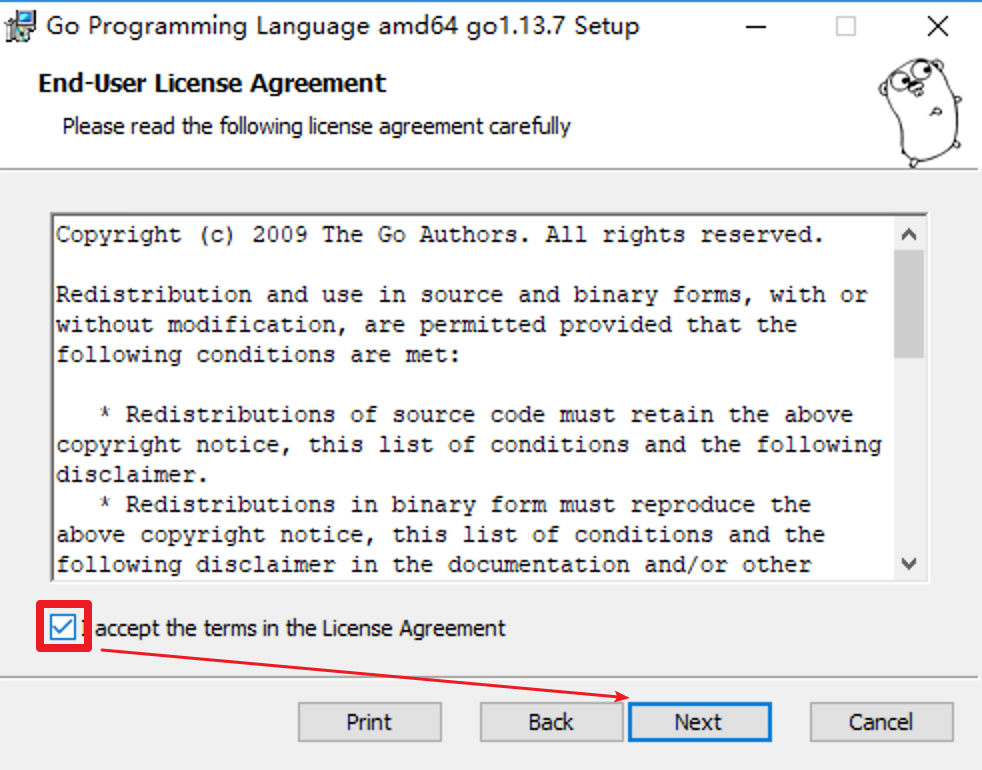 Go Programming Language amd64 go1.13.7 Setup
End-User License Agreement
Please read the following license agreement carefully
Copyright (c) 2009 The Go Authors. All rights reserved.
Redistribution and use in source and binary forms, with or
without modification, are permitted provided that the
following conditions are met:
* Redistributions of source code must retain the above
copyright notice, this list of conditions and the following
disclaimer.
* Redistributions in binary form must reproduce the
above copyright notice, this list of conditions and the
following disclaimer in the documentation and/or other
I accept the terms in the License Agreement
Print Back Next Cancel